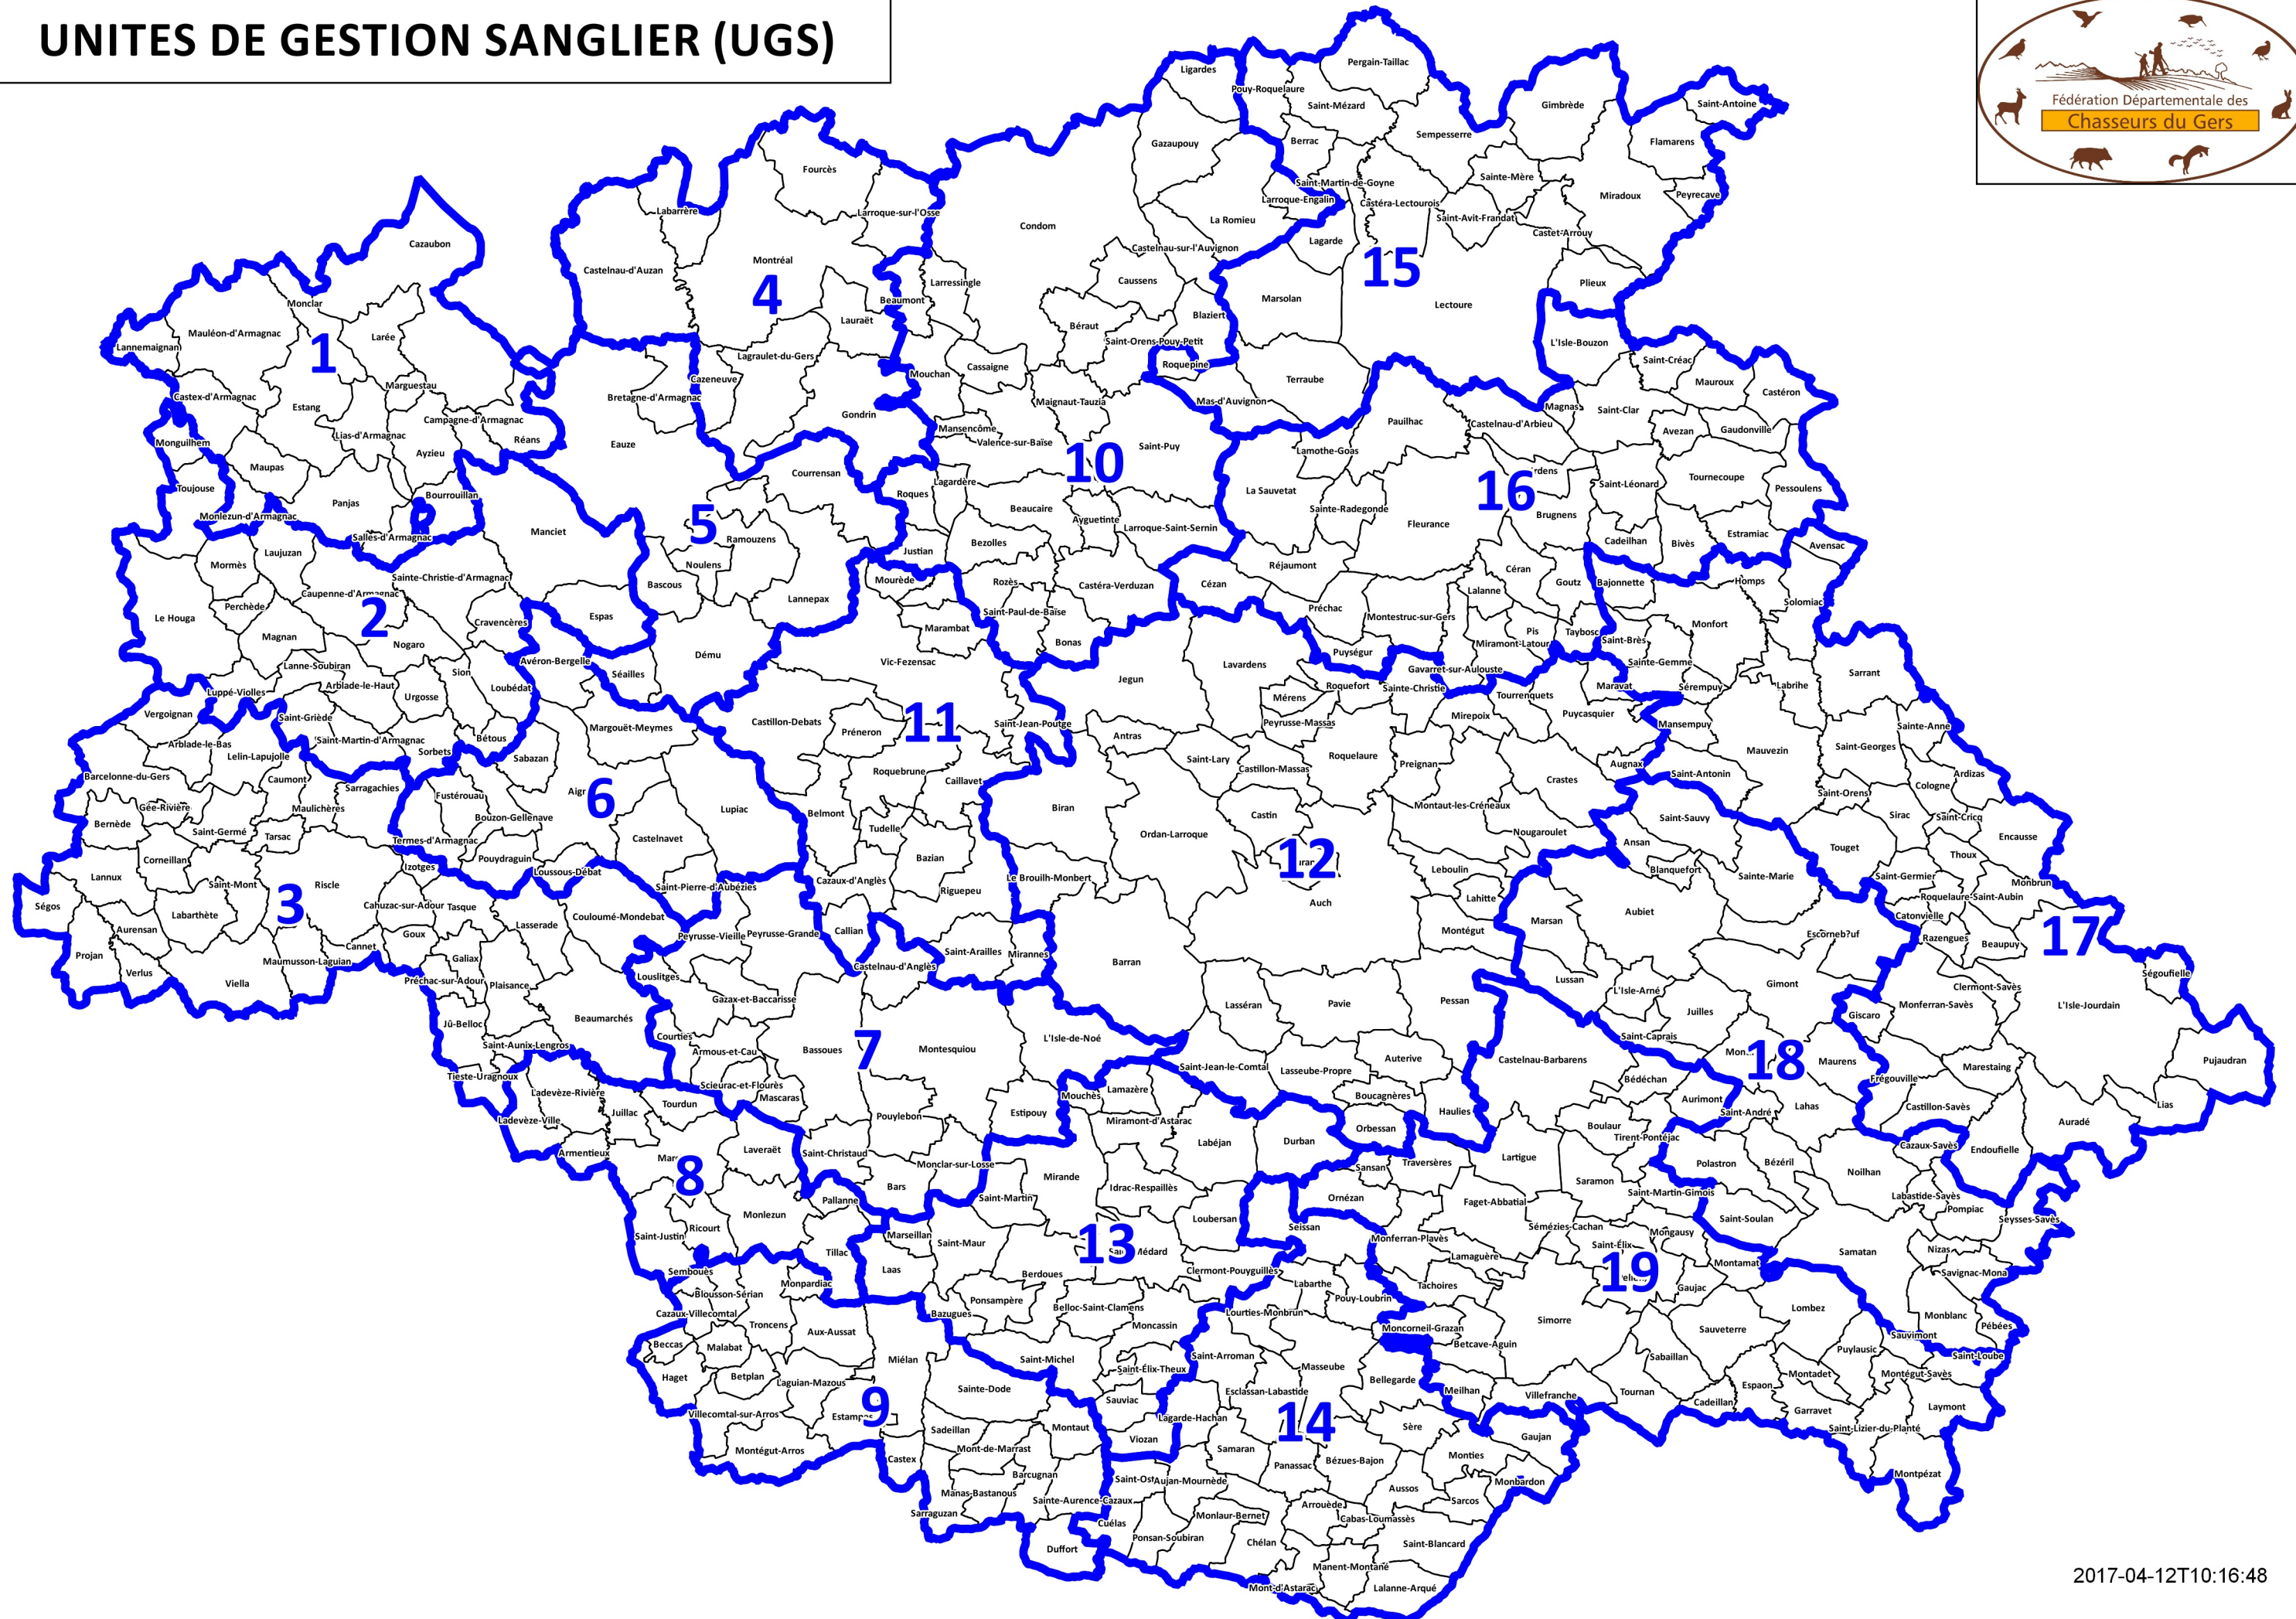 UNITES DE GESTION SANGLIER (UGS)
Fédération Départementale des
Chasseurs du Gers
Ligardes
Pergain-Taillac
Pouy-Roquelaure
Saint-Mézard
Gimbrède
Saint-Antoine
Gazaupouy
Berrac
Sempesserre
Flamarens
Fourcès
Saint-Martin-de-Goyne
Sainte-Mère
Miradoux
Peyrecave
Labarrère
Larroque-sur-l'Osse
Larroque-Engalin
Castéra-Lectourois
Condom
La Romieu
Saint-Avit-Frandat
Castet-Arrouy
Cazaubon
Castelnau-sur-l'Auvignon
Lagarde
15
Castelnau-d'Auzan
Montréal
4
Larressingle
Caussens
Marsolan
Lectoure
Plieux
Monclar
Beaumont
Lauraët
Blaziert
Béraut
Mauléon-d'Armagnac
Larée
Lannemaignan
1
Saint-Orens-Pouy-Petit
L'Isle-Bouzon
Lagraulet-du-Gers
Cassaigne
Roquepine
Saint-Créac
Mouchan
Cazeneuve
Terraube
Mauroux
Castéron
Marguestau
Castex-d'Armagnac
Bretagne-d'Armagnac
Estang
Maignaut-Tauzia
Mas-d'Auvignon
Magnas
Saint-Clar
Campagne-d'Armagnac
Gondrin
Pauilhac
Castelnau-d'Arbieu
Avezan
Gaudonville
Lias-d'Armagnac
Réans
Eauze
Mansencôme
Valence-sur-Baïse
Saint-Puy
Monguilhem
Ayzieu
Lamothe-Goas
10
Maupas
Courrensan
Lagardère
La Sauvetat
16
rdens
Saint-Léonard
Tournecoupe
Pessoulens
Toujouse
Panjas
Bourrouillan
Roques
Beaucaire
Sainte-Radegonde
Brugnens
Monlezun-d'Armagnac
Ayguetinte
Larroque-Saint-Sernin
Fleurance
Salles-d'Armagnac
Manciet
5
Ramouzens
Justian
Bezolles
Cadeilhan
Bivès
Estramiac
Avensac
Laujuzan
Mormès
Noulens
Réjaumont
Céran
Sainte-Christie-d'Armagnac
Bascous
Mourède
Rozès
Castéra-Verduzan
Cézan
Goutz
Bajonnette
Homps
Caupenne-d'Armagnac
Lannepax
Lalanne
Perchède
2
Le Houga
Cravencères
Espas
Saint-Paul-de-Baïse
Préchac
Montestruc-sur-Gers
Solomiac
Magnan
Nogaro
Marambat
Bonas
Pis
Taybosc
Monfort
Saint-Brès
Miramont-Latour
Lanne-Soubiran
Sion
Avéron-Bergelle
Dému
Vic-Fezensac
Lavardens
Puységur
Gavarret-sur-Aulouste
Sainte-Gemme
Sarrant
Luppé-Violles
Arblade-le-Haut
Urgosse
Loubédat
Séailles
Jegun
Mérens
Roquefort
Sainte-Christie
Tourrenquets
Maravat
Sérempuy
Labrihe
Vergoignan
Saint-Griède
Margouët-Meymes
Castillon-Debats
11
Saint-Jean-Poutge
Peyrusse-Massas
Mirepoix
Puycasquier
Mansempuy
Sainte-Anne
Arblade-le-Bas
Saint-Martin-d'Armagnac
Bétous
Préneron
Antras
Mauvezin
Saint-Georges
Lelin-Lapujolle
Sorbets
Sabazan
Saint-Lary
Castillon-Massas
Roquelaure
Preignan
Augnax
Barcelonne-du-Gers
Caumont
Sarragachies
Roquebrune
Caillavet
Crastes
Saint-Antonin
Ardizas
Cologne
Fustérouau
Aigr
6
Saint-Orens
Gée-Rivière
Maulichères
Lupiac
Belmont
Biran
Castin
Montaut-les-Créneaux
Saint-Sauvy
Sirac
Saint-Cricq
Bernède
Saint-Germé
Tarsac
Bouzon-Gellenave
Tudelle
Ordan-Larroque
Nougaroulet
Encausse
Termes-d'Armagnac
Castelnavet
Ansan
Touget
Corneillan
Pouydraguin
Bazian
12
Thoux
Izotges
Loussous-Débat
Leboulin
Blanquefort
Sainte-Marie
Saint-Germier
Monbrun
Lannux
Saint-Mont
Riscle
Saint-Pierre-d'Aubézies
Cazaux-d'Anglès
Riguepeu
Le Brouilh-Monbert
Lahitte
Roquelaure-Saint-Aubin
Ségos
Labarthète
3
Cahuzac-sur-Adour
Tasque
Couloumé-Mondebat
Auch
Aubiet
Catonvielle
Aurensan
Lasserade
Callian
Marsan
17
Goux
Peyrusse-Vieille
Peyrusse-Grande
Montégut
Escorneb?uf
Razengues
Beaupuy
Projan
Cannet
Saint-Arailles
Mirannes
Verlus
Maumusson-Laguian
Galiax
Castelnau-d'Anglès
Barran
Viella
Préchac-sur-Adour
Plaisance
Louslitges
Lussan
L'Isle-Arné
Gimont
Clermont-Savès
Ségoufielle
Gazax-et-Baccarisse
Lasséran
Pavie
Pessan
Monferran-Savès
L'Isle-Jourdain
Jû-Belloc
Beaumarchés
Juilles
Giscaro
Courties
L'Isle-de-Noé
Saint-Caprais
Saint-Aunix-Lengros
Armous-et-Cau
Bassoues
7
Montesquiou
Castelnau-Barbarens
Mon
18
Maurens
Pujaudran
Tieste-Uragnoux
Saint-Jean-le-Comtal
Lasseube-Propre
Auterive
Marestaing
Ladevèze-Rivière
Scieurac-et-Flourès
Mascaras
Mouchès
Lamazère
Boucagnères
Bédéchan
Frégouville
Juillac
Tourdun
Pouylebon
Estipouy
Haulies
Aurimont
Lahas
Castillon-Savès
Lias
Ladevèze-Ville
Miramont-d'Astarac
Saint-André
Auradé
Laveraët
Labéjan
Durban
Orbessan
Boulaur
Tirent-Pontéjac
Armentieux
Saint-Christaud
Cazaux-Savès
Endoufielle
Mar
8
Monclar-sur-Losse
Sansan
Traversères
Lartigue
Polastron
Bézéril
Noilhan
Bars
Mirande
Idrac-Respaillès
Saramon
Pallanne
Saint-Martin
Ornézan
Faget-Abbatial
Saint-Martin-Gimois
Labastide-Savès
Ricourt
Monlezun
Loubersan
Seissan
Sémézies-Cachan
Saint-Soulan
Pompiac
Seysses-Savès
Saint-Justin
Marseillan
Saint-Maur
13
Monferran-Plavès
Mongausy
Tillac
Médard
Saint-Élix
Samatan
Nizas
Sembouès
Laas
Berdoues
Clermont-Pouyguillès
Lamaguère
19
Montamat
Savignac-Mona
Monpardiac
Labarthe
Tachoires
Gaujac
Blousson-Sérian
Ponsampère
Pouy-Loubrin
Lombez
Cazaux-Villecomtal
Bazugues
Belloc-Saint-Clamens
Lourties-Monbrun
Monblanc
Troncens
Aux-Aussat
Moncassin
Moncorneil-Grazan
Simorre
Sauveterre
Pébées
Beccas
Malabat
Betcave-Aguin
Sauvimont
Miélan
Saint-Michel
Saint-Arroman
Sabaillan
Puylausic
Saint-Loube
Haget
Betplan
Laguian-Mazous
Saint-Élix-Theux
Masseube
Bellegarde
Montadet
Montégut-Savès
Sainte-Dode
Esclassan-Labastide
Meilhan
Villefranche
Tournan
Espaon
Villecomtal-sur-Arros
Estampes
9
Sauviac
Cadeillan
Garravet
Laymont
Sadeillan
Montaut
Lagarde-Hachan
14
Sère
Saint-Lizier-du-Planté
Montégut-Arros
Mont-de-Marrast
Viozan
Samaran
Gaujan
Castex
Barcugnan
Panassac
Bézues-Bajon
Monties
Montpézat
Manas-Bastanous
Saint-Ost
Aujan-Mournède
Aussos
Monbardon
Sainte-Aurence-Cazaux
Arrouède
Sarcos
Sarraguzan
Cuélas
Monlaur-Bernet
Cabas-Loumassès
Duffort
Ponsan-Soubiran
Chélan
Saint-Blancard
Manent-Montané
Mont-d'Astarac
Lalanne-Arqué
2017-04-12T10:16:48